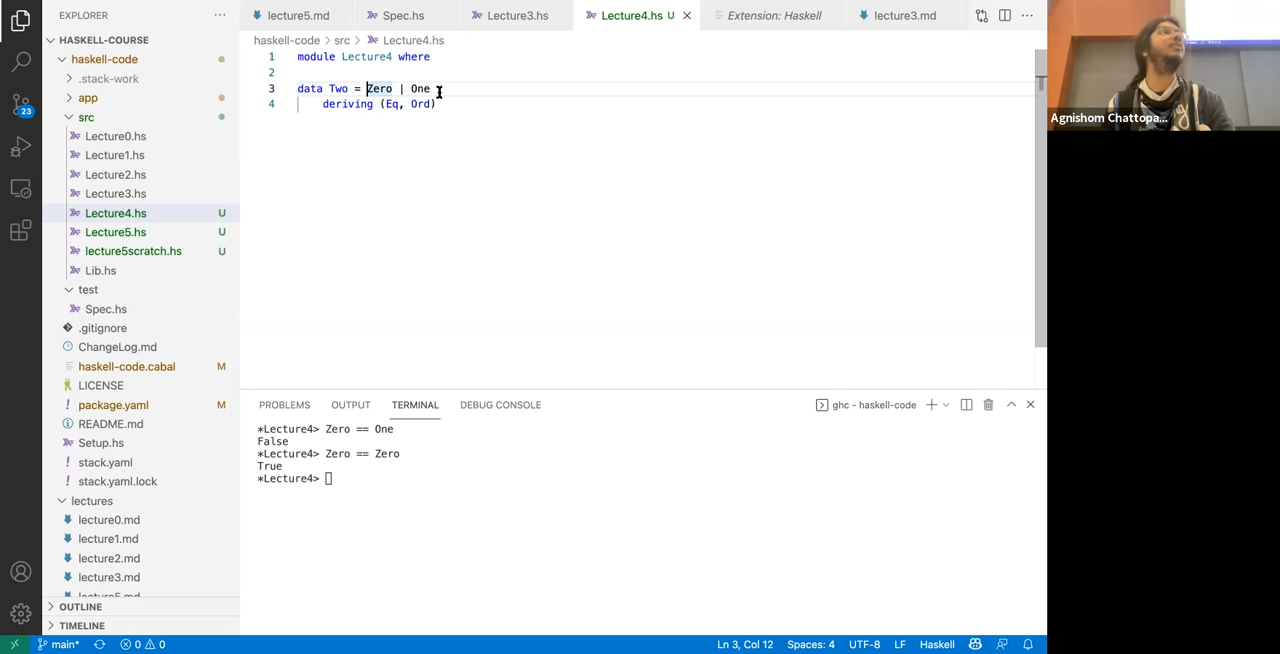 EXPLORER
HASKELL-COURSE
haskell-code
.stack-work
app
src
Lecture0.hs
Lecture1.hs
Lecture2.hs
Lecture3.hs
Lecture4.hs U
Lecture5.hs U
lecture5scratch.hs U
Lib.hs
test
Spec.hs
.gitignore
ChangeLog.md
haskell-code.cabal M
LICENSE
package.yaml M
README.md
Setup.hs
stack.yaml
stack.yaml.lock
lectures
lecture0.md
lecture1.md
lecture2.md
lecture3.md
lecture5.md
OUTLINE
TIMELINE
23
lecture5.md Spec.hs Lecture3.hs Lecture4.hs U Extension: Haskell lecture3.md
haskell-code > src > Lecture4.hs
1 module Lecture4 where
2
3 data Two = Zero | One
4 deriving (Eq, Ord)
PROBLEMS OUTPUT TERMINAL DEBUG CONSOLE ghc - haskell-code
*Lecture4> Zero == One
False
*Lecture4> Zero == Zero
True
*Lecture4>
main* 0 0 Ln 3, Col 12 Spaces: 4 UTF-8 LF Haskell
Agnishom Chattopa...